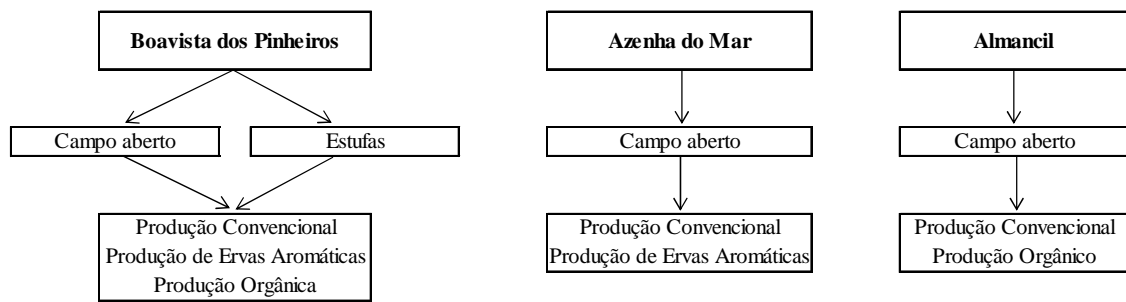 Boavista dos Pinheiros
Campo aberto
Estufas
Produção Convencional
Produção de Ervas Aromáticas
Produção Orgânica
Azenha do Mar
Campo aberto
Produção Convencional
Produção de Ervas Aromáticas
Almancil
Campo aberto
Produção Convencional
Produção Orgânico